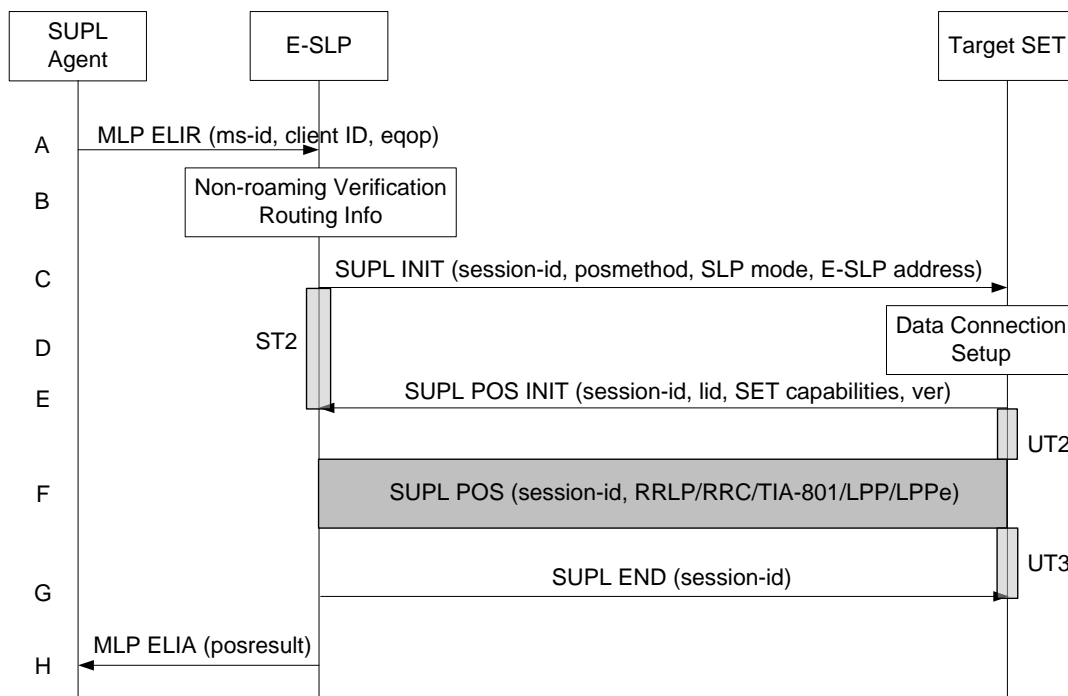 SUPL
Agent
E-SLP
Target SET
A
MLP ELIR (ms-id, client ID, eqop)
B
Non-roaming Verification
Routing Info
C
SUPL INIT (session-id, posmethod, SLP mode, E-SLP address)
D
ST2
Data Connection
Setup
E
SUPL POS INIT (session-id, lid, SET capabilities, ver)
UT2
F
SUPL POS (session-id, RRLP/RRC/TIA-801/LPP/LPPe)
UT3
G
SUPL END (session-id)
H
MLP ELIA (posresult)